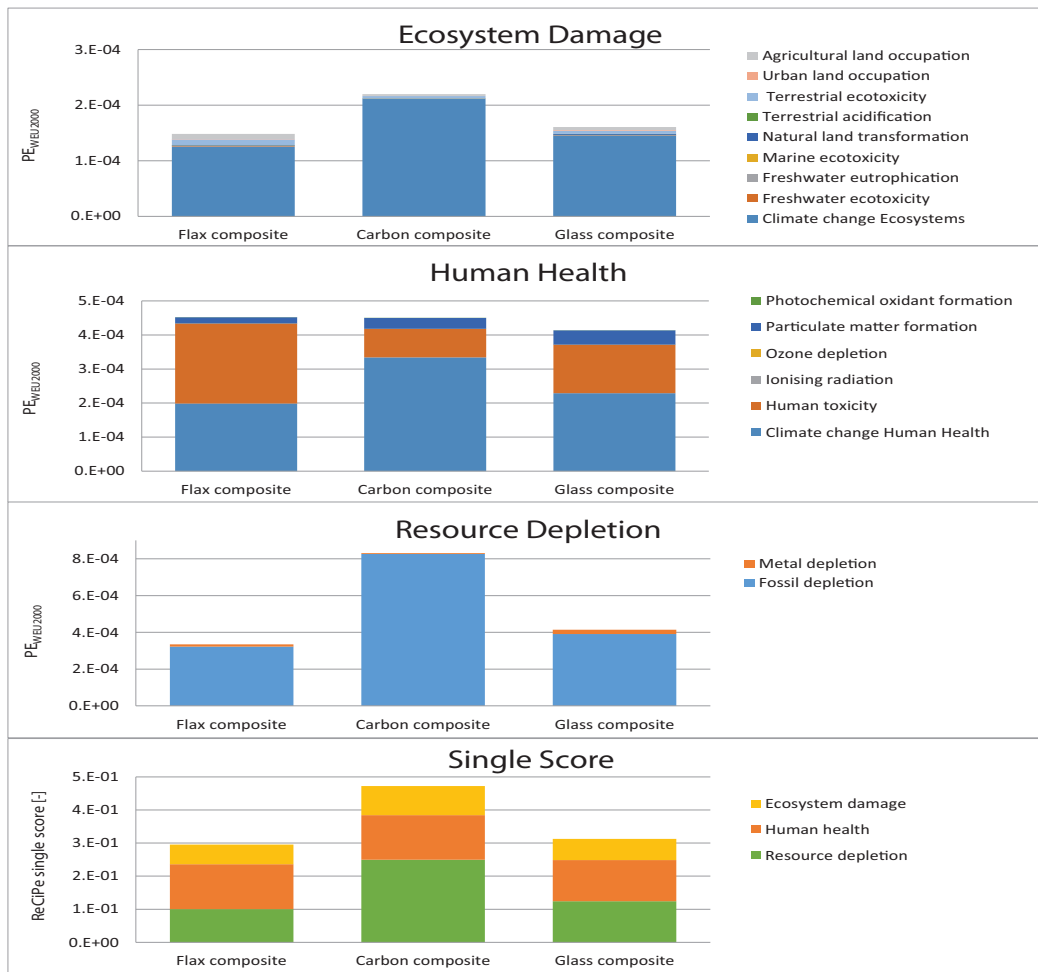 Ecosystem Damage
3.E-04
2.E-04
1.E-04
0.E+00
PEWEU2000
Flax composite
Carbon composite
Glass composite
Agricultural land occupation
Urban land occupation
Terrestrial ecotoxicity
Terrestrial acidification
Natural land transformation
Marine ecotoxicity
Freshwater eutrophication
Freshwater ecotoxicity
Climate change Ecosystems
Human Health
5.E-04
4.E-04
3.E-04
2.E-04
1.E-04
0.E+00
PEWEU2000
Flax composite
Carbon composite
Glass composite
Photochemical oxidant formation
Particulate matter formation
Ozone depletion
Ionising radiation
Human toxicity
Climate change Human Health
Resource Depletion
8.E-04
6.E-04
4.E-04
2.E-04
0.E+00
PEWEU2000
Flax composite
Carbon composite
Glass composite
Metal depletion
Fossil depletion
Single Score
5.E-01
4.E-01
3.E-01
2.E-01
1.E-01
0.E+00
ReCiPe single score [-]
Flax composite
Carbon composite
Glass composite
Ecosystem damage
Human health
Resource depletion